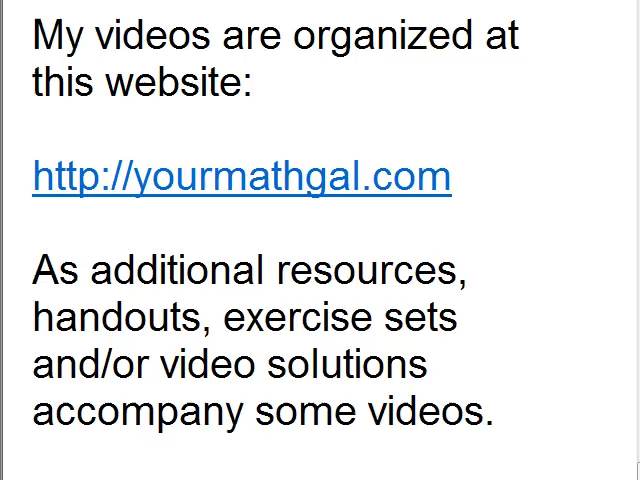 My videos are organized at
this website:
http://yourmathgal.com
As additional resources,
handouts, exercise sets
and/or video solutions
accompany some videos.